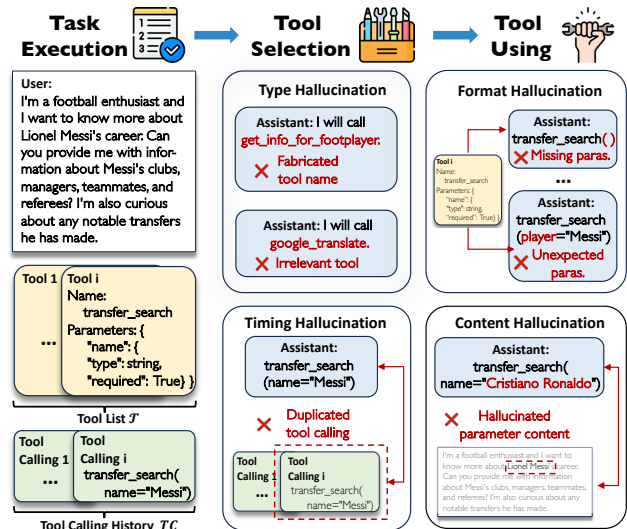 Task
Execution
Tool
Selection
Tool
Using
User:
I'm a football enthusiast and
I want to know more about
Lionel Messi's career. Can
you provide me with infor-
mation about Messi's clubs,
managers, teammates, and
referees? I'm also curious
about any notable transfers
he has made.
Tool 1
...
Tool i
Name:
transfer_search
Parameters: {
"name": {
"type": string,
"required": True} }
Tool List 𝒯
Tool
Calling 1
...
Tool
Calling i
transfer_search(
name="Messi")
Tool Calling History 𝒯𝒞
Type Hallucination
Assistant: I will call
get_info_for_footplayer.
Fabricated
tool name
Assistant: I will call
google_translate.
Irrelevant tool
Timing Hallucination
Assistant:
transfer_search
(name="Messi")
Duplicated
tool calling
Tool
Calling 1
...
Tool
Calling i
transfer_search(
name="Messi")
Format Hallucination
Tool i
Name:
transfer_search
Parameters: {
"name": {
"type": string,
"required": True} }
Assistant:
transfer_search( )
Missing paras.
...
Assistant:
transfer_search
(player="Messi")
Unexpected
paras.
Content Hallucination
Assistant:
transfer_search(
name="Cristiano Ronaldo")
Hallucinated
parameter content
I'm a football enthusiast and I want to
know more about Lionel Messi's career.
Can you provide me with information
about Messi's clubs, managers, teammates,
and referees? I'm also curious about any
notable transfers he has made.